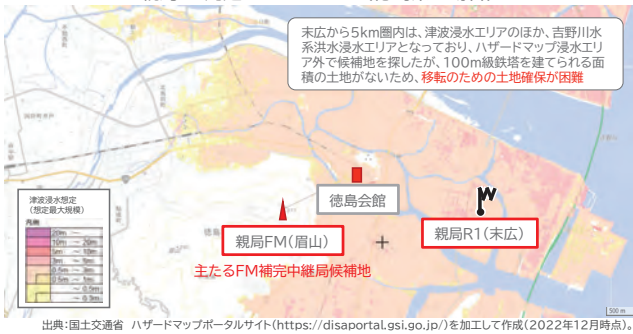 末広から5km圏内は、津波浸水エリアのほか、吉野川水
系洪水浸水エリアとなっており、ハザードマップ浸水エリ
ア外で候補地を探したが、100m級鉄塔を建てられる面
積の土地がないため、移転のための土地確保が困難
徳島会館
親局FM(眉山)
親局R1(末広)
主たるFM補完中継局候補地
津波浸水想定
(想定最大規模)
凡例
20m ～
10m ～ 20m
5m ～ 10m
3m ～ 5m
0.5m ～ 3m
0.5m ～ 1m
～ 0.5m
～ 0.3m
500 m
出典:国土交通省 ハザードマップポータルサイト(https://disaportal.gsi.go.jp/)を加工して作成(2022年12月時点)。